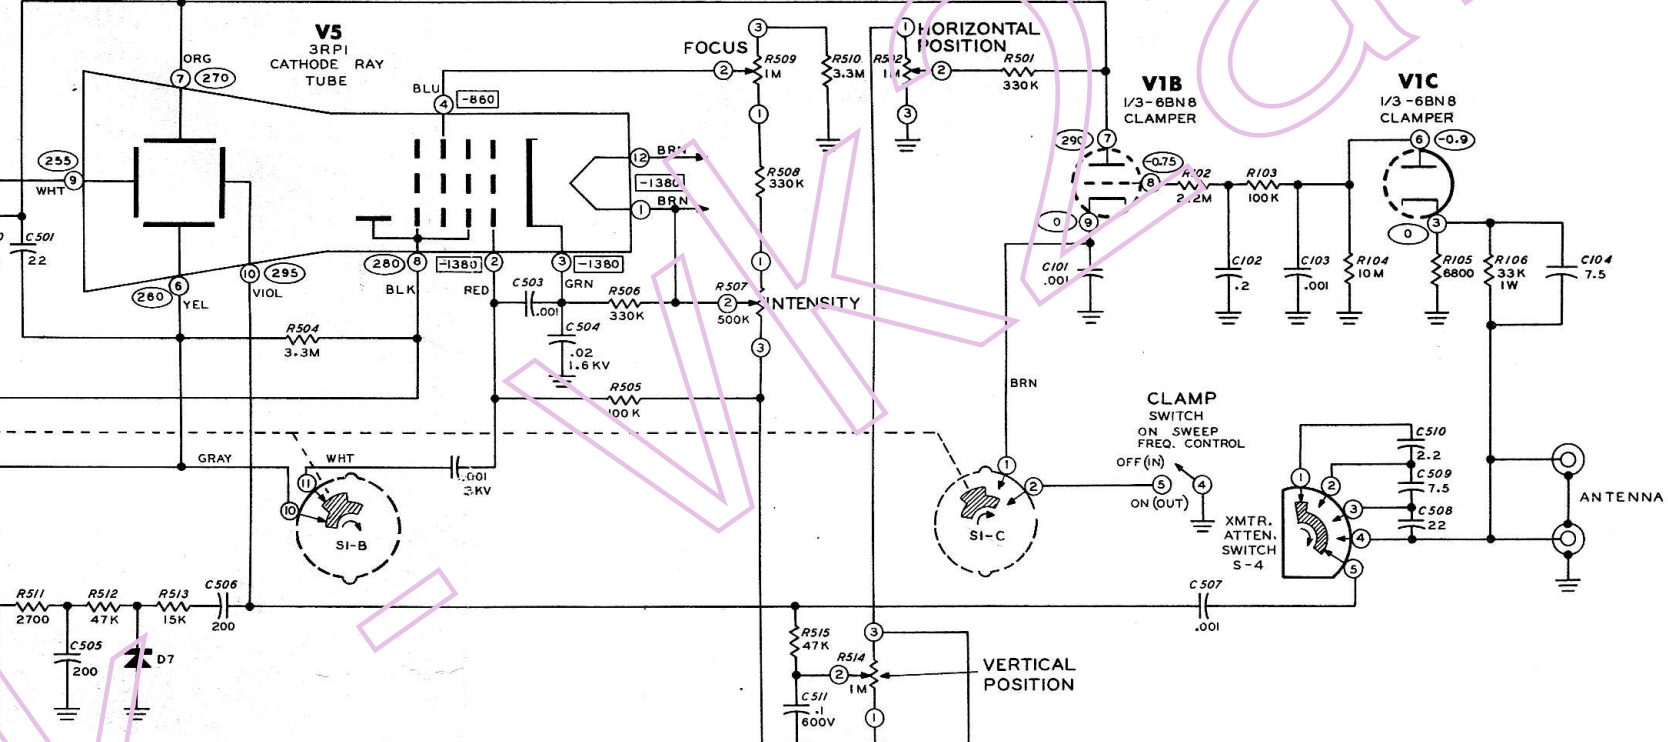 V5
3RP1
CATHODE RAY
TUBE
ORG
7
270
BLU
4
-860
FOCUS
2
3
R509
1M
1
R510
3.3M
R508
330K
1
R507
2
500K
INTENSITY
3
1
HORIZONTAL
POSITION
R502
1M
2
3
R501
330K
V1B
1/3-6BN8
CLAMPER
290
7
-0.75
8
0
9
R102
2.2M
R103
100K
V1C
1/3-6BN8
CLAMPER
6
-0.9
3
0
255
WHT
9
C501
22
12
BRN
-1380
BRN
1
280
8
BLK
-1380
2
RED
3
-1380
GRN
10
295
VIOL
6
YEL
C503
.001
R506
330K
C504
.02
1.6KV
R504
3.3M
R505
100K
C101
.001
C102
.2
C103
.001
R104
10M
R105
6800
R106
33K
1W
C104
7.5
BRN
CLAMP
SWITCH
ON SWEEP
FREQ. CONTROL
OFF (IN)
5
4
ON (OUT)
GRAY
WHT
.001
3KV
11
10
S1-B
1
2
S1-C
XMTR.
ATTEN.
SWITCH
S-4
1
2
3
4
5
C510
2.2
C509
7.5
C508
22
ANTENNA
R511
2700
R512
47K
R513
15K
C506
200
C505
200
D7
C507
.001
R515
47K
R514
2
1M
3
1
C511
.1
600V
VERTICAL
POSITION